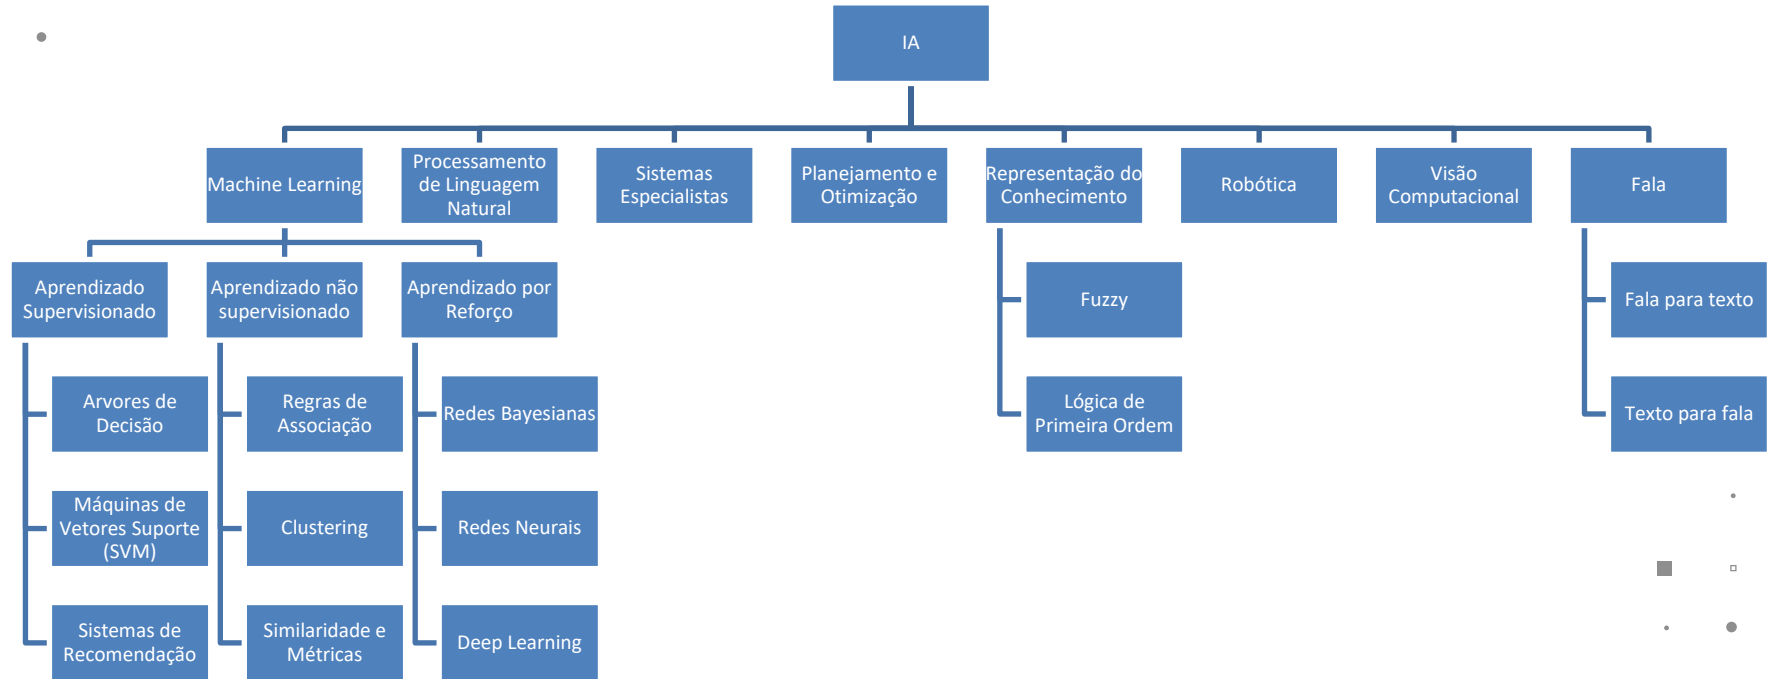 IA
Machine Learning
Processamento
de Linguagem
Natural
Sistemas
Especialistas
Planejamento e
Otimização
Representação do
Conhecimento
Robótica
Visão
Computacional
Fala
Aprendizado
Supervisionado
Aprendizado não
supervisionado
Aprendizado por
Reforço
Fuzzy
Fala para texto
Arvores de
Decisão
Regras de
Associação
Redes Bayesianas
Lógica de
Primeira Ordem
Texto para fala
Máquinas de
Vetores Suporte
(SVM)
Clustering
Redes Neurais
Sistemas de
Recomendação
Similaridade e
Métricas
Deep Learning